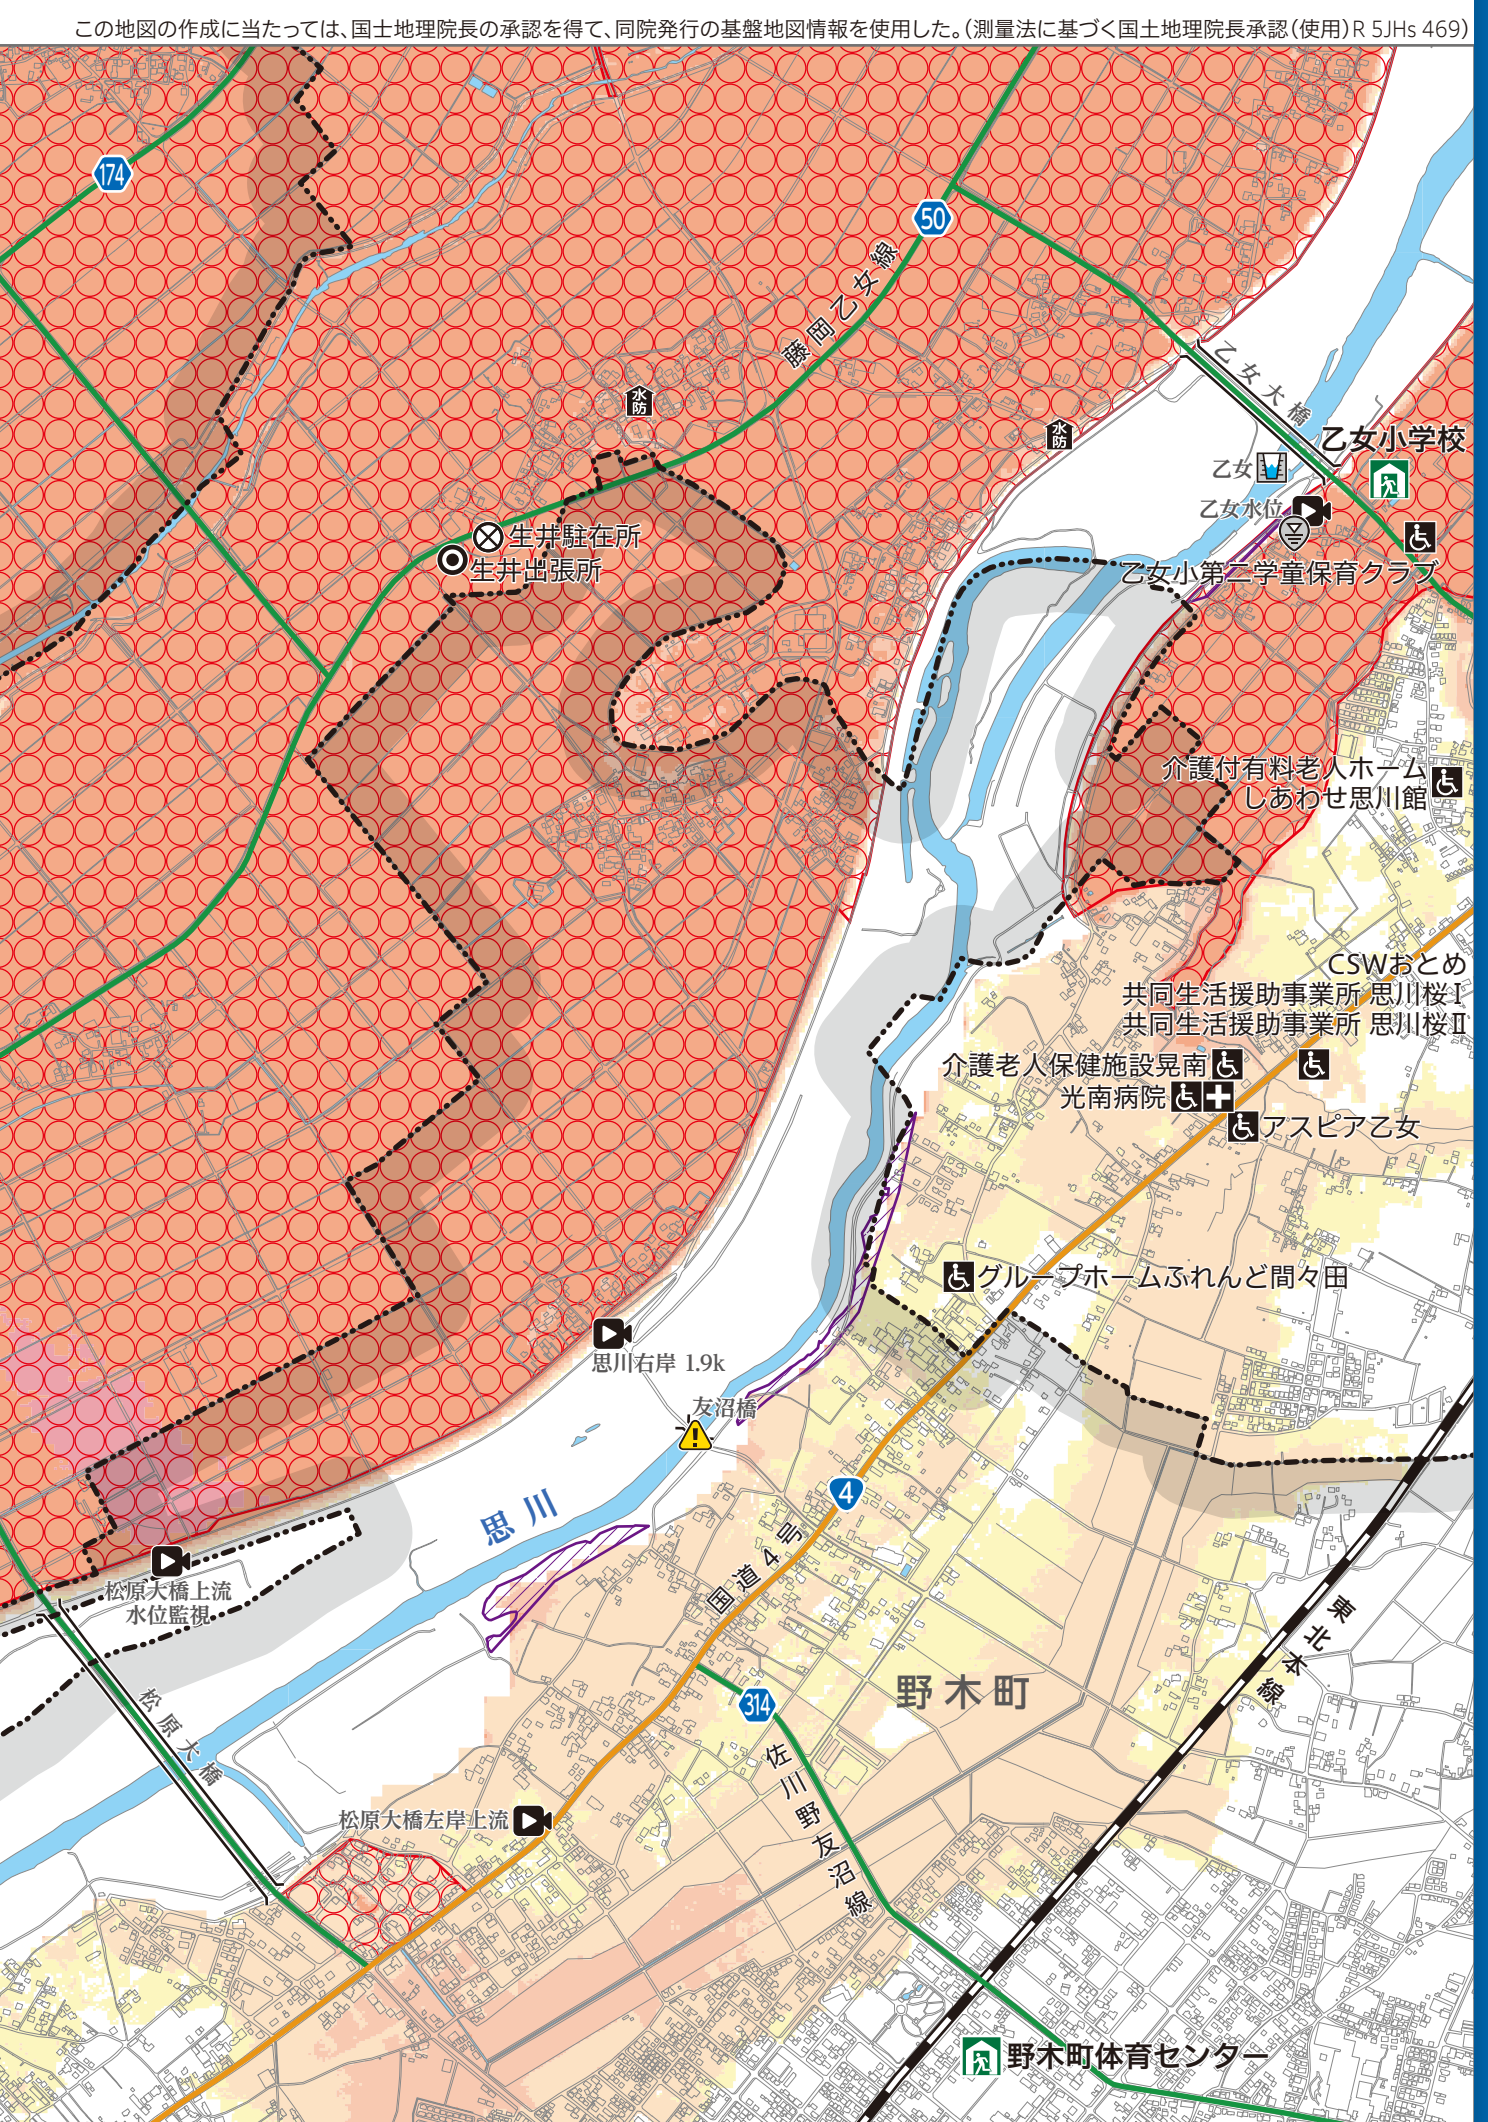 この地図の作成に当たっては、国士地理院長の承認を得て、同院発行の基盤地図情報を使用した。(測量法に基づく国土地理院長承認(使用)R 5JHs 469)
174
50
藤岡乙女線
水防
水防
乙女大橋
乙女小学校
乙女
乙女水位
生井駐在所
生井出張所
乙女小第二学童保育クラブ
介護付有料老人ホーム
しあわせ思川館
CSWおとめ
共同生活援助事業所 思川桜Ⅰ
共同生活援助事業所 思川桜Ⅱ
介護老人保健施設晃南
光南病院
アスピア乙女
グループホームふれんど間々田
思川右岸 1.9k
友沼橋
4
思川
国道4号
松原大橋上流
水位監視
東北本線
野木町
314
松原大橋
佐川野友沼線
松原大橋左岸上流
野木町体育センター